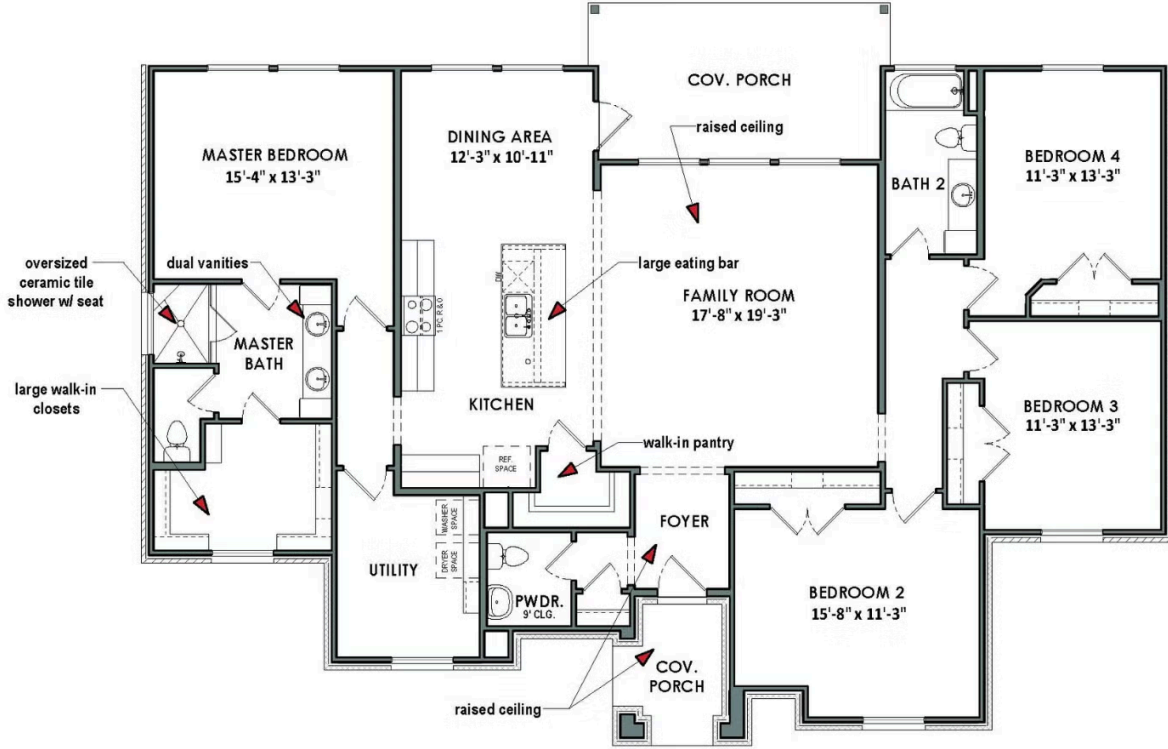 COV. PORCH
raised ceiling
DINING AREA
12'-3" x 10'-11"
MASTER BEDROOM
15'-4" x 13'-3"
BEDROOM 4
11'-3" x 13'-3"
BATH 2
oversized
ceramic tile
shower w/ seat
dual vanities
large eating bar
DW
FAMILY ROOM
17'-8" x 19'-3"
1 PC. R & O
MASTER
BATH
large walk-in
closets
KITCHEN
BEDROOM 3
11'-3" x 13'-3"
walk-in pantry
REF.
SPACE
WASHER
SPACE
FOYER
DRYER
SPACE
UTILITY
PWDR.
9' CLG.
BEDROOM 2
15'-8" x 11'-3"
COV.
PORCH
raised ceiling